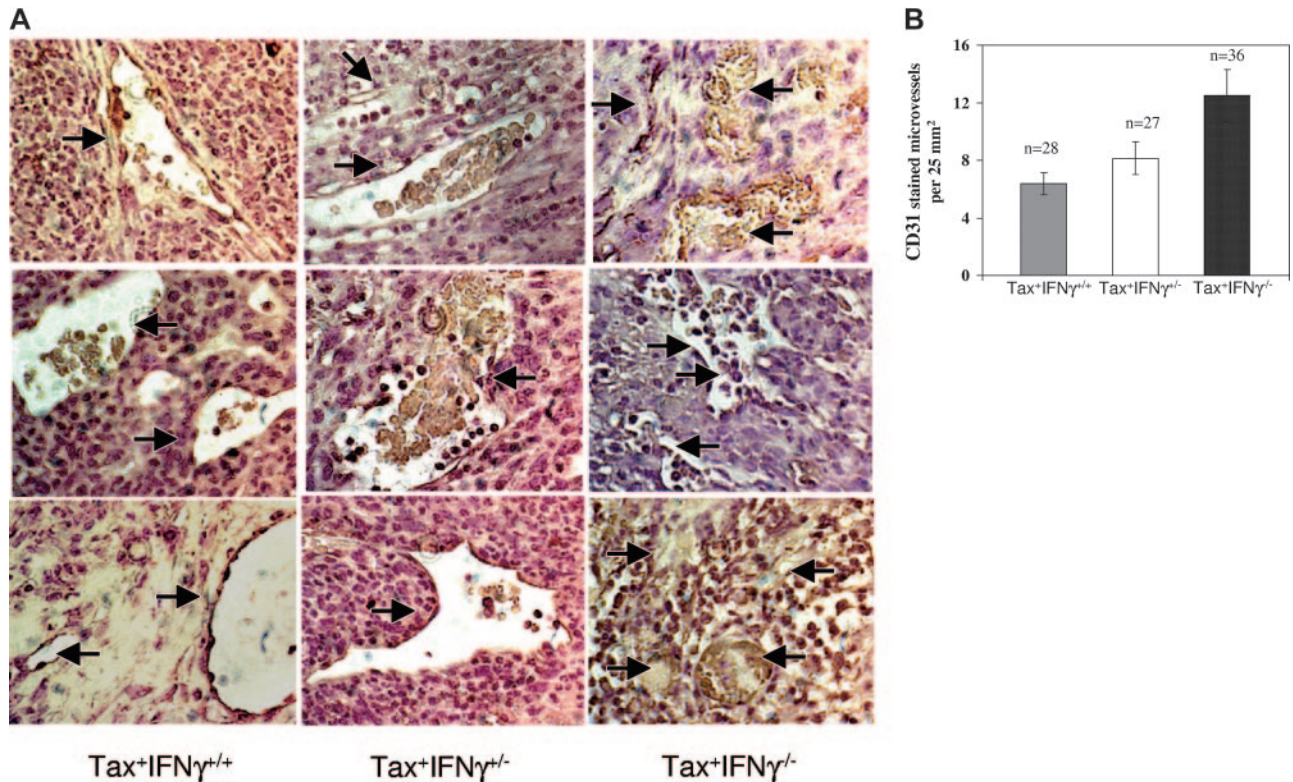 A
Tax⁺IFNγ⁺/⁺
Tax⁺IFNγ⁺/⁻
Tax⁺IFNγ⁻/⁻
B
CD31 stained microvessels
per 25 mm²
16
12
8
4
0
n=28
n=27
n=36
Tax⁺IFNγ⁺/⁺
Tax⁺IFNγ⁺/⁻
Tax⁺IFNγ⁻/⁻